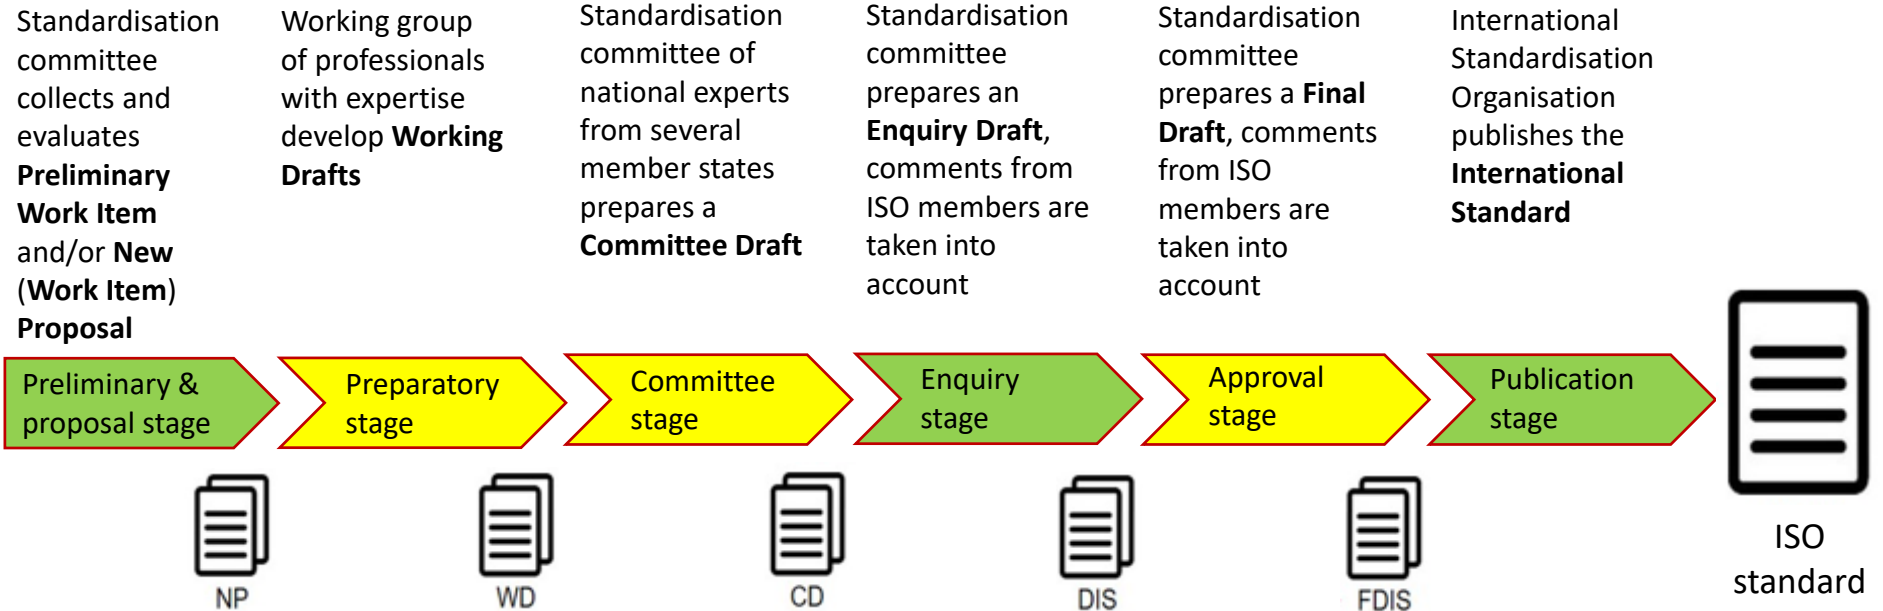 Standardisation
committee
collects and
evaluates
Preliminary
Work Item
and/or New
(Work Item)
Proposal
Working group
of professionals
with expertise
develop Working
Drafts
Standardisation
committee of
national experts
from several
member states
prepares a
Committee Draft
Standardisation
committee
prepares an
Enquiry Draft,
comments from
ISO members are
taken into
account
Standardisation
committee
prepares a Final
Draft, comments
from ISO
members are
taken into
account
International
Standardisation
Organisation
publishes the
International
Standard
Preliminary &
proposal stage
Preparatory
stage
Committee
stage
Enquiry
stage
Approval
stage
Publication
stage
NP
WD
CD
DIS
FDIS
ISO
standard